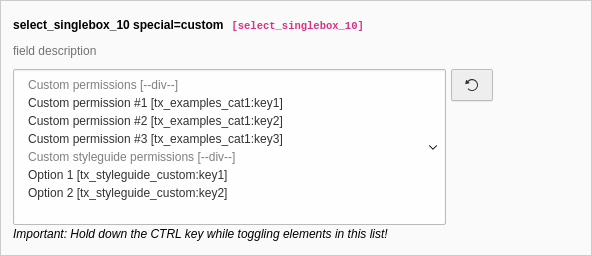 select_singlebox_10 special=custom [select_singlebox_10]
field description
Custom permissions [--div--]
Custom permission #1 [tx_examples_cat1:key1]
Custom permission #2 [tx_examples_cat1:key2]
Custom permission #3 [tx_examples_cat1:key3]
Custom styleguide permissions [--div--]
Option 1 [tx_styleguide_custom:key1]
Option 2 [tx_styleguide_custom:key2]
Important: Hold down the CTRL key while toggling elements in this list!